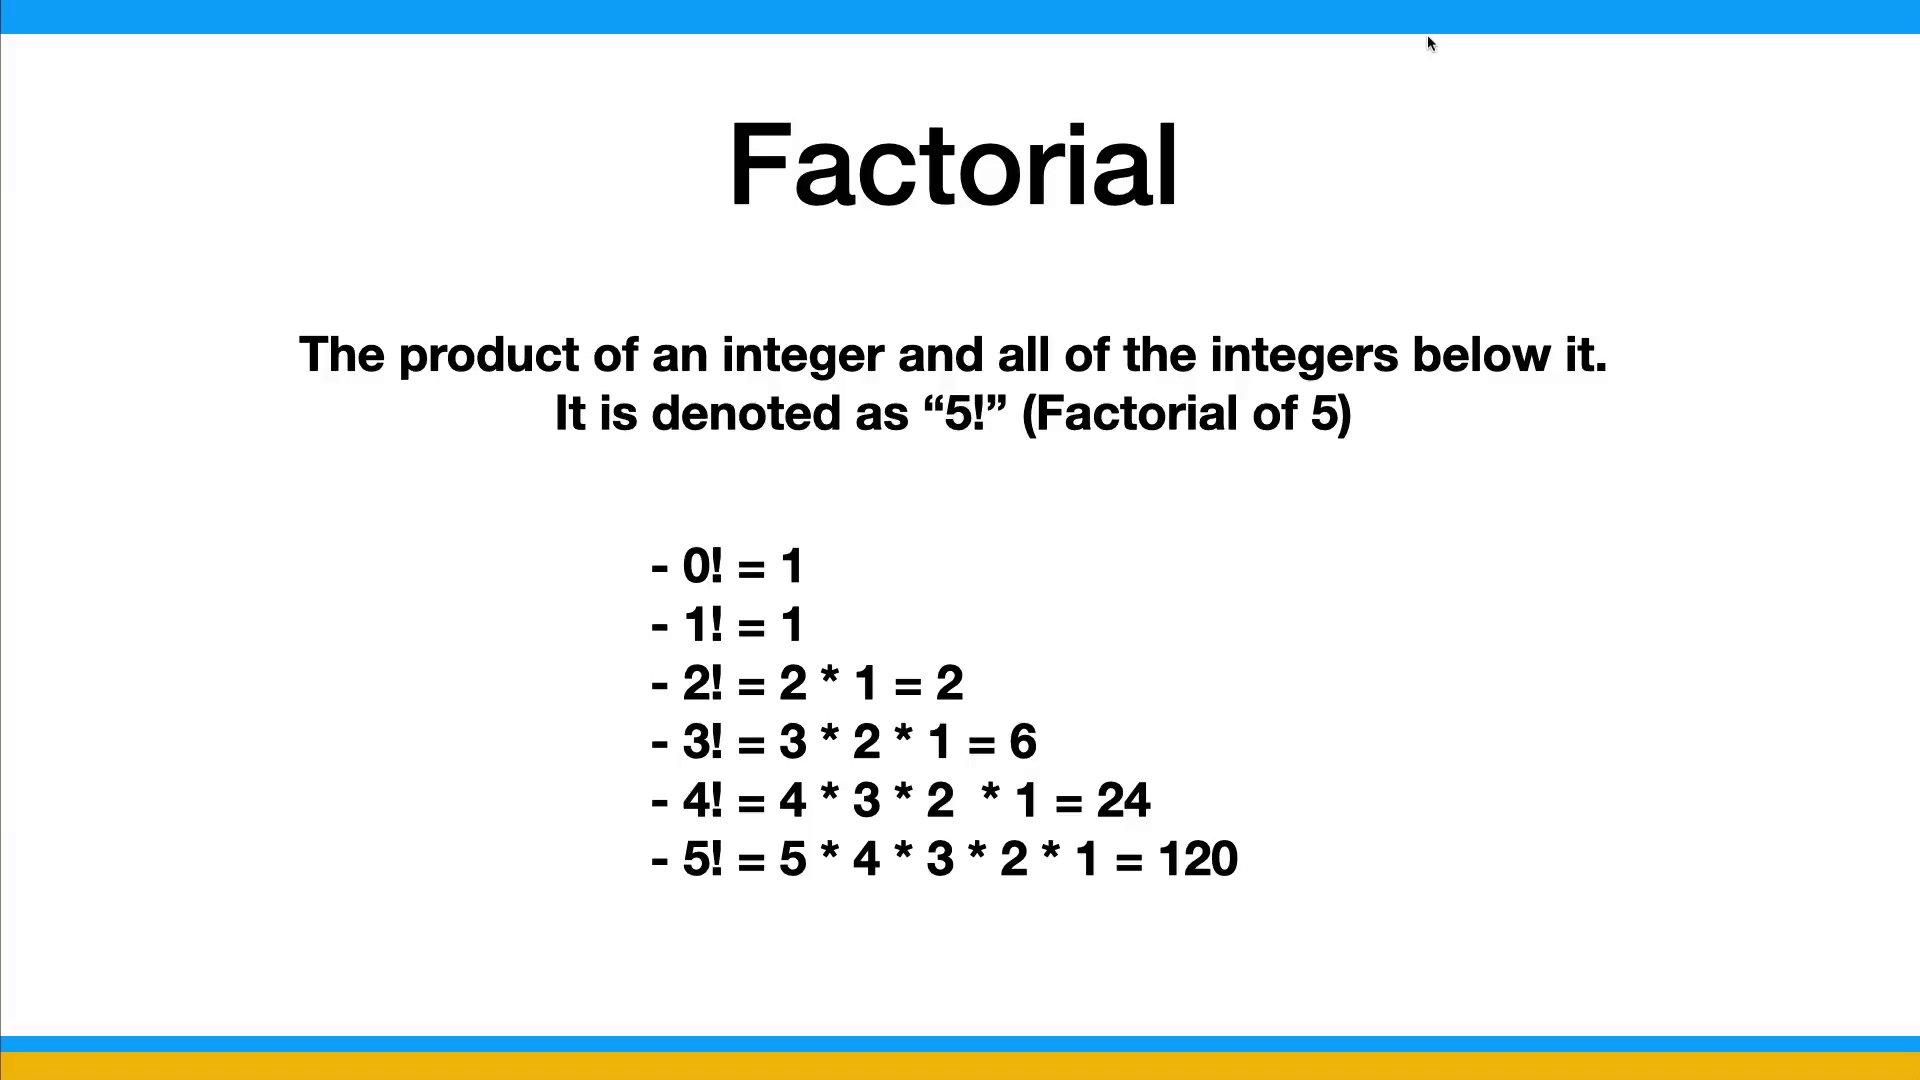 Factorial
The product of an integer and all of the integers below it.
It is denoted as “5!” (Factorial of 5)
- 0! = 1
- 1! = 1
- 2! = 2 * 1 = 2
- 3! = 3 * 2 * 1 = 6
- 4! = 4 * 3 * 2  * 1 = 24
- 5! = 5 * 4 * 3 * 2 * 1 = 120